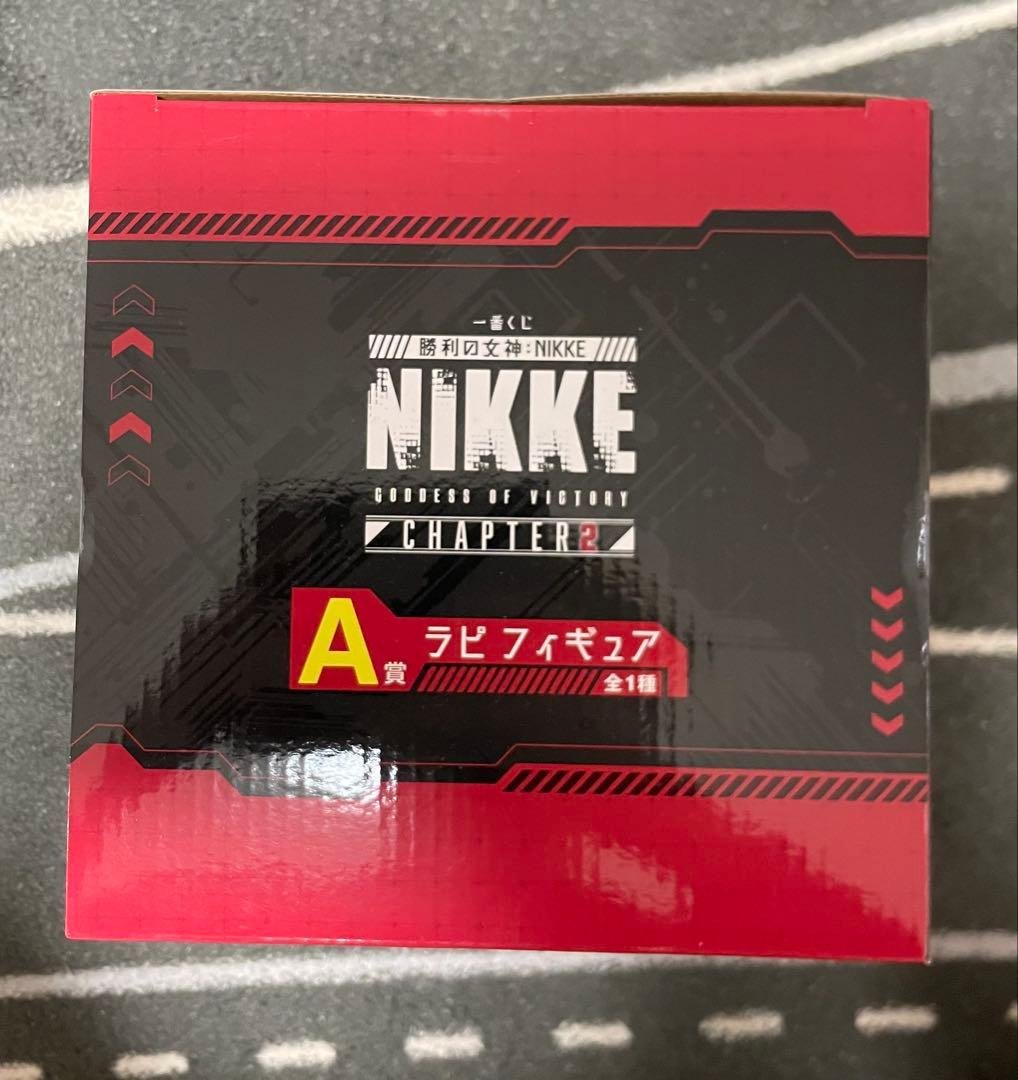 一番くじ
勝利の女神:NIKKE
NIKKE
GODDESS OF VICTORY
CHAPTER2
A賞
ラピ フィギュア
全1種